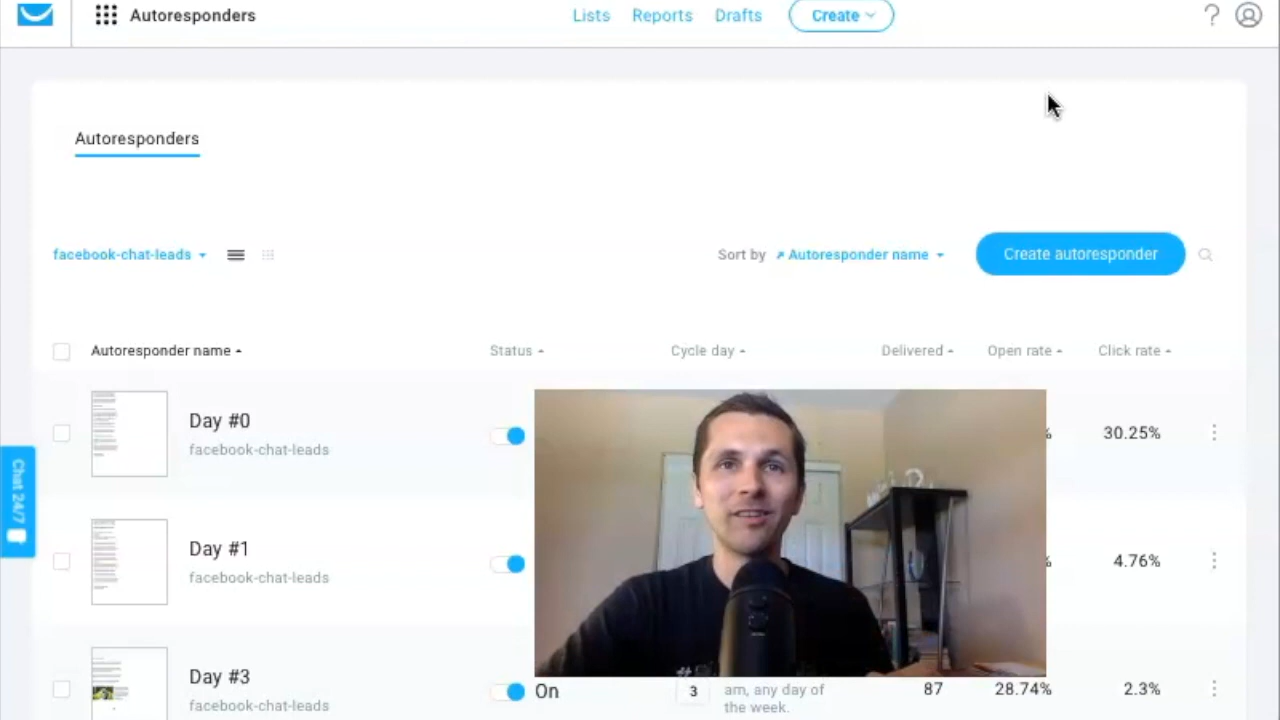 Autoresponders
Lists
Reports
Drafts
Create
?
Autoresponders
facebook-chat-leads
Sort by
Autoresponder name
Create autoresponder
Autoresponder name
Status
Cycle day
Delivered
Open rate
Click rate
Day #0
facebook-chat-leads
%
30.25%
Day #1
facebook-chat-leads
%
4.76%
Chat 24/7
Day #3
facebook-chat-leads
On
3
am, any day of
the week.
87
28.74%
2.3%